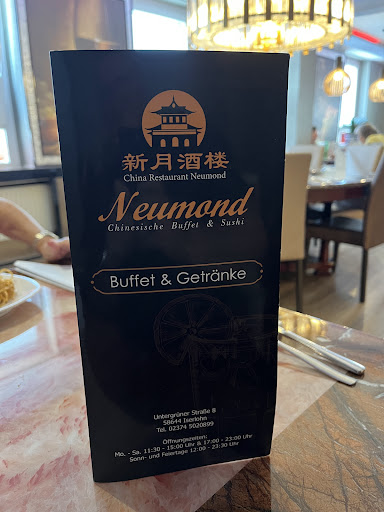 新月酒楼
China Restaurant Neumond
Neumond
Chinesische Buffet & Sushi
Buffet & Getränke
Untergrüner Straße 8
58644 Iserlohn
Tel. 02374 5020899
Öffnungszeiten:
Mo. - Sa. 11:30 - 15:00 Uhr & 17:00 - 23:00 Uhr
Sonn- und Feiertage 12:00 - 23:30 Uhr